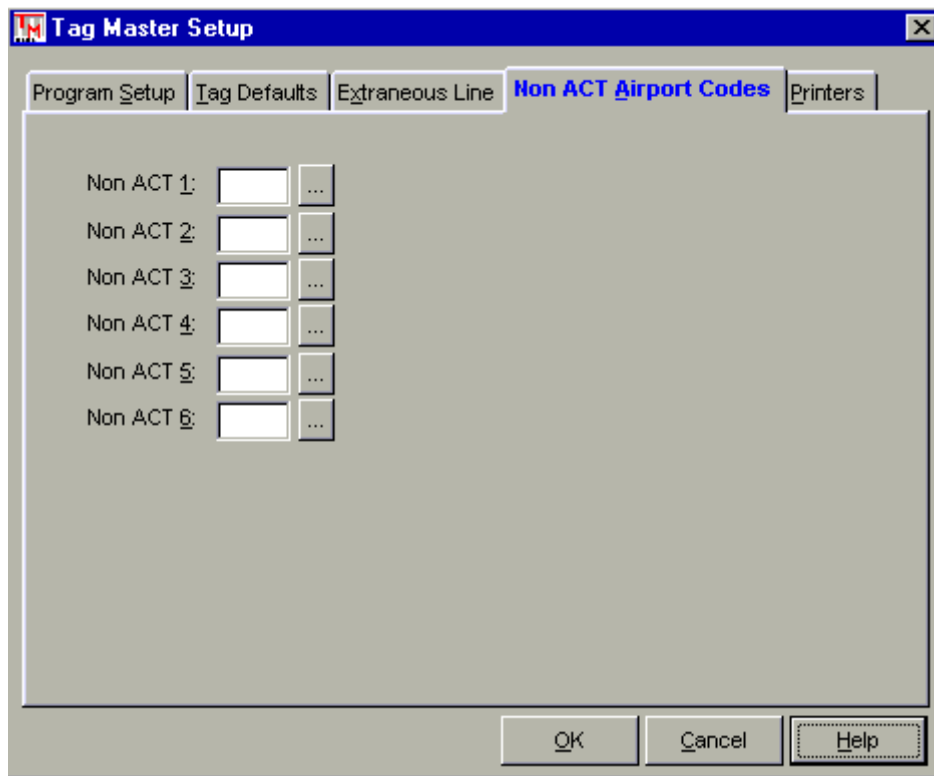 TM Tag Master Setup
Program Setup Tag Defaults Extraneous Line Non ACT Airport Codes Printers
Non ACT 1: ...
Non ACT 2: ...
Non ACT 3: ...
Non ACT 4: ...
Non ACT 5: ...
Non ACT 6: ...
OK Cancel Help